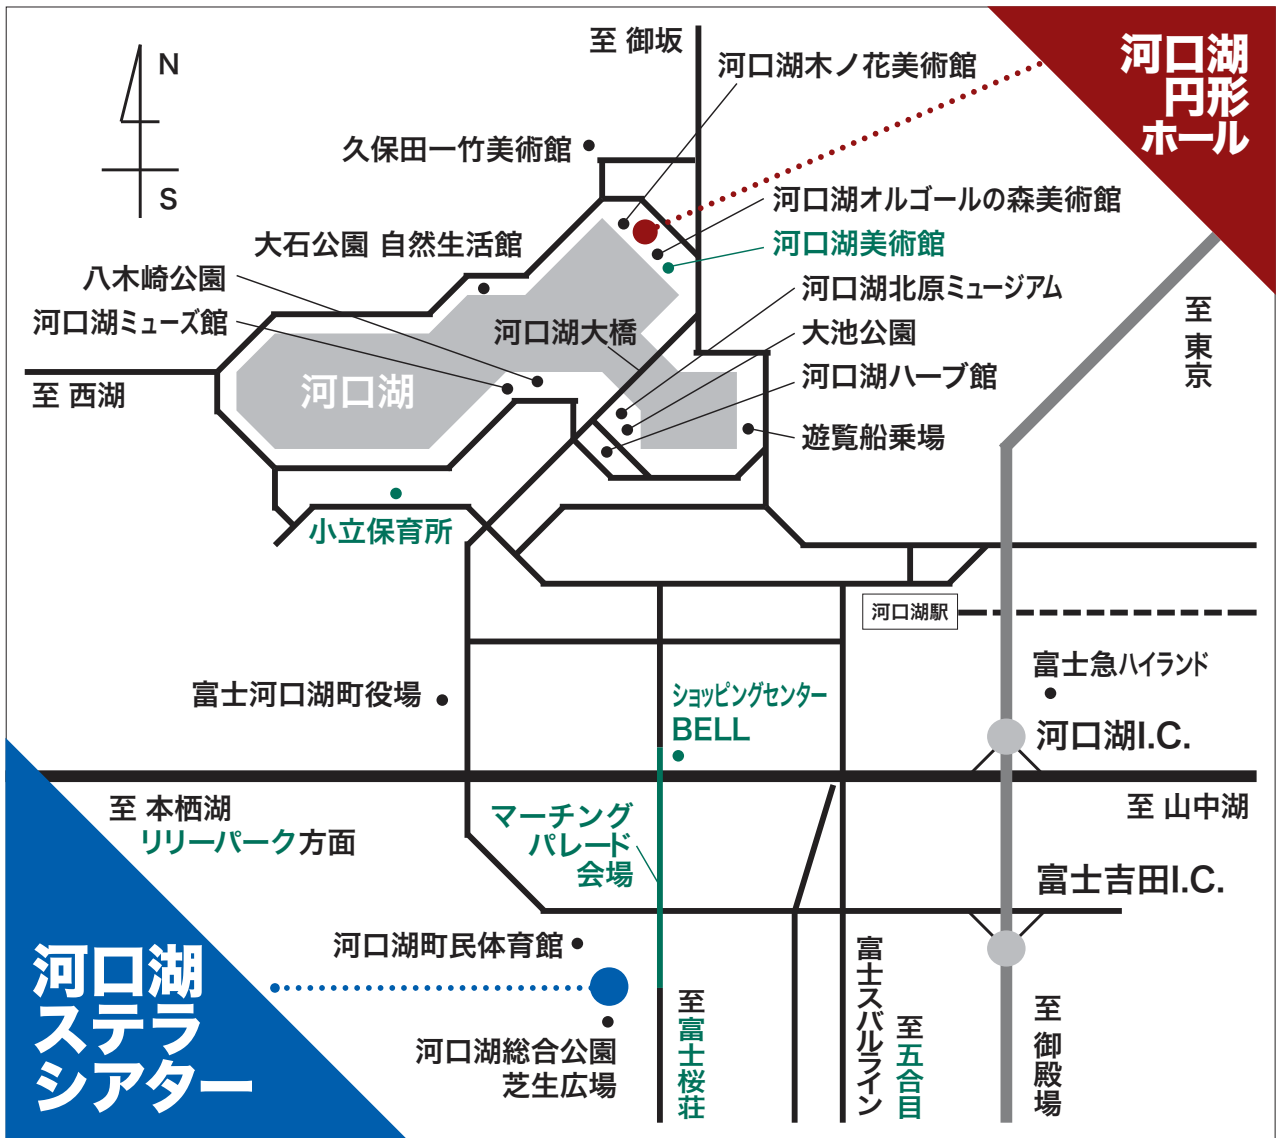 N
S
至 御坂
河口湖木ノ花美術館
河口湖
円形
ホール
久保田一竹美術館
河口湖オルゴールの森美術館
大石公園 自然生活館
河口湖美術館
八木崎公園
河口湖北原ミュージアム
河口湖ミューズ館
河口湖大橋
大池公園
至 東京
至 西湖
河口湖
河口湖ハーブ館
遊覧船乗場
小立保育所
河口湖駅
富士急ハイランド
富士河口湖町役場
ショッピングセンター
BELL
河口湖I.C.
至 本栖湖
リリーパーク方面
マーチング
パレード
会場
至 山中湖
富士吉田I.C.
河口湖町民体育館
河口湖
ステラ
シアター
河口湖総合公園
芝生広場
至 富士桜荘
富士スバルライン
至 五合目
至 御殿場